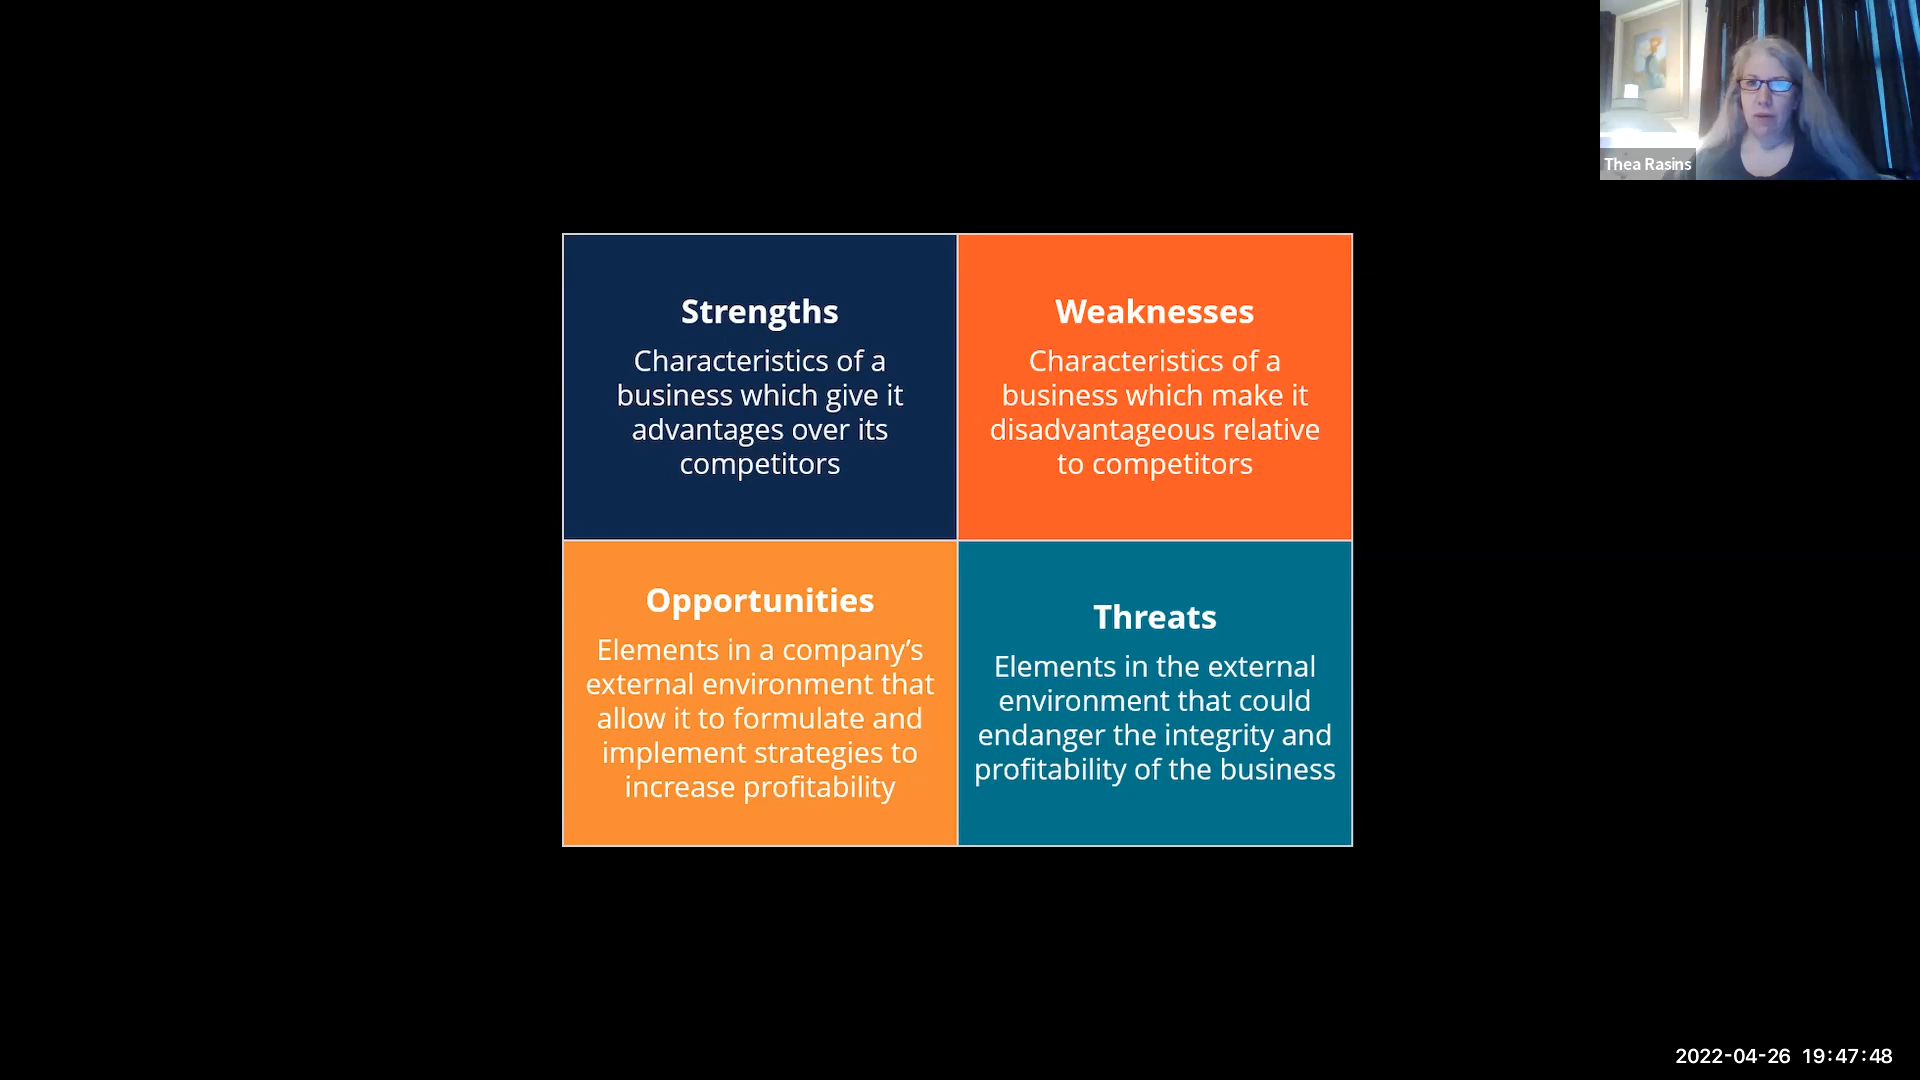 Thea Rasins
Strengths
Characteristics of a
business which give it
advantages over its
competitors
Weaknesses
Characteristics of a
business which make it
disadvantageous relative
to competitors
Opportunities
Elements in a company’s
external environment that
allow it to formulate and
implement strategies to
increase profitability
Threats
Elements in the external
environment that could
endanger the integrity and
profitability of the business
2022-04-26 19:47:48